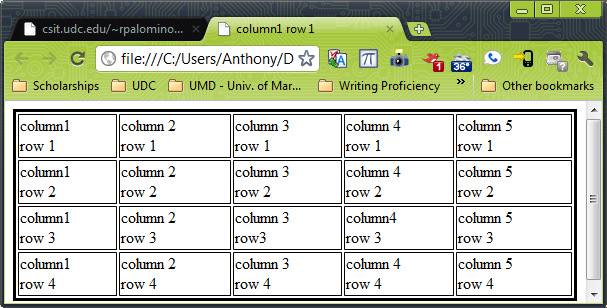 csit.udc.edu/~rpalomino...
column1 row 1
file:///C:/Users/Anthony/D
1
36°
Scholarships
UDC
UMD - Univ. of Mar...
Writing Proficiency
»
Other bookmarks
column1 column 2 column 3 column 4 column 5
row 1 row 1 row 1 row 1 row 1
column1 column 2 column 3 column 4 column 5
row 2 row 2 row 2 row 2 row 2
column1 column 2 column 3 column4 column 5
row 3 row 3 row3 row 3 row 3
column1 column 2 column 3 column 4 column 5
row 4 row 4 row 4 row 4 row 4